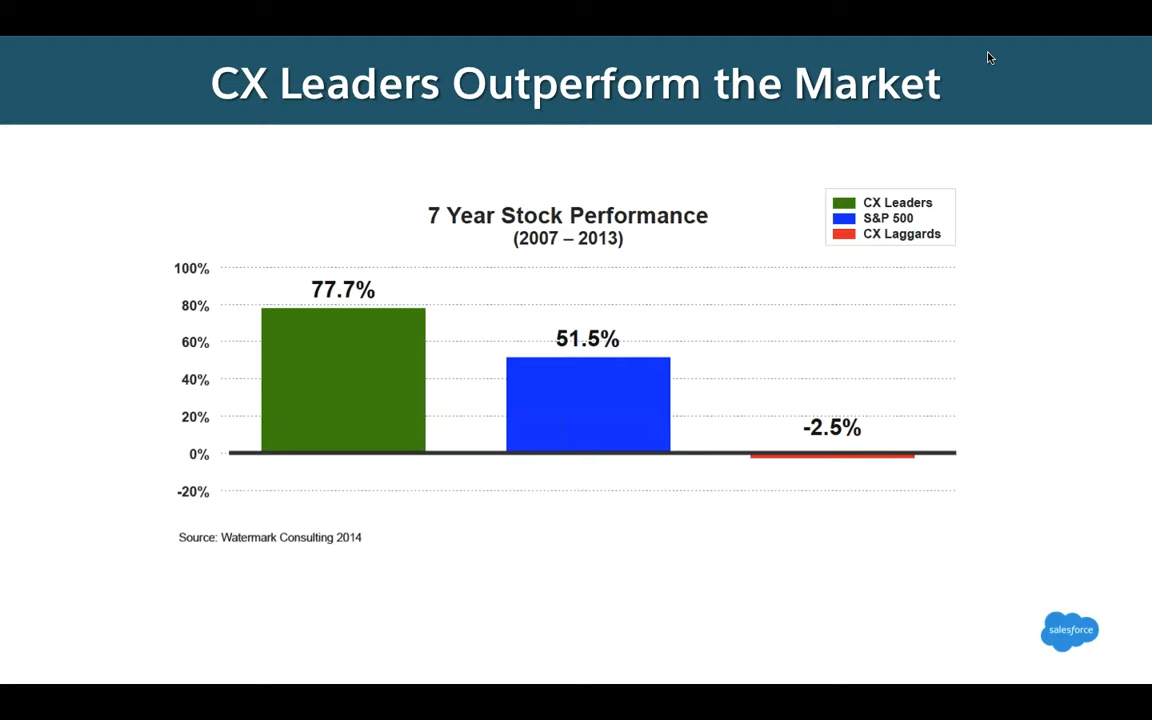 CX Leaders Outperform the Market
7 Year Stock Performance
(2007 – 2013)
CX Leaders
S&P 500
CX Laggards
100%
80%
60%
40%
20%
0%
-20%
77.7%
51.5%
-2.5%
Source: Watermark Consulting 2014
salesforce